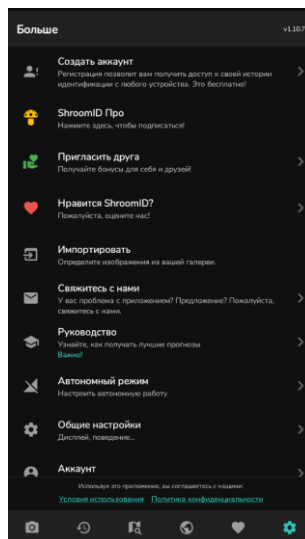 Больше
v1.10.7
Создать аккаунт
Регистрация позволит вам получить доступ к своей истории
идентификации с любого устройства. Это бесплатно!
ShroomID Про
Нажмите здесь, чтобы подписаться!
Пригласить друга
Получайте бонусы для себя и друзей!
Нравится ShroomID?
Пожалуйста, оцените нас!
Импортировать
Определите изображения из вашей галереи.
Свяжитесь с нами
У вас проблема с приложением? Предложение? Пожалуйста,
свяжитесь с нами.
Руководство
Узнайте, как получать лучшие прогнозы
Важно!
Автономный режим
Настроить автономную работу
Общие настройки
Дисплей, поведение...
Аккаунт
Используя это приложение, вы соглашаетесь с нашими:
Условия использования Политика конфиденциальности